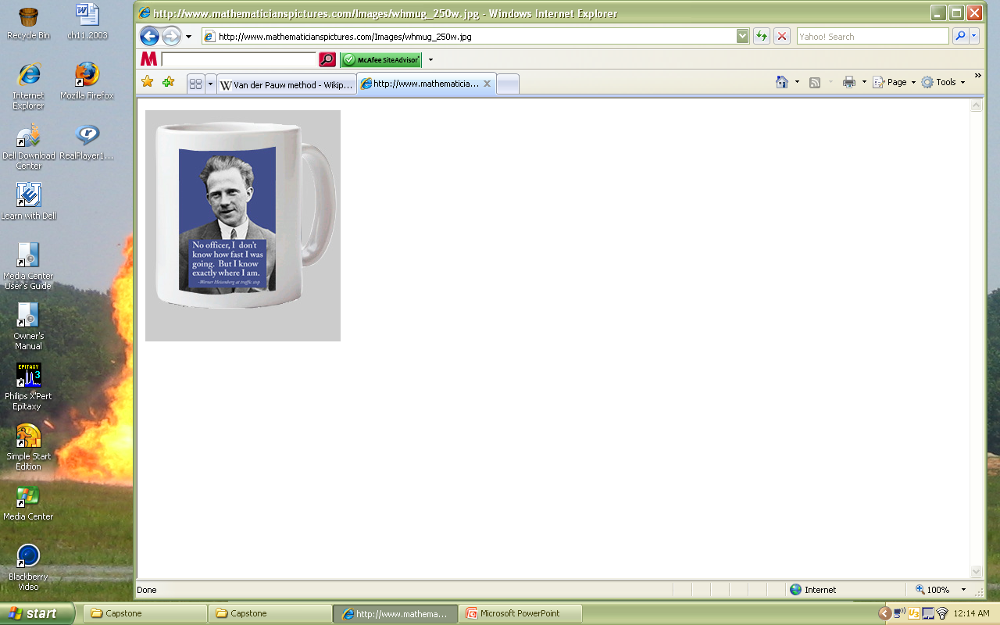 http://www.mathematicianspictures.com/Images/whmug_250w.jpg - Windows Internet Explorer
http://www.mathematicianspictures.com/Images/whmug_250w.jpg
Yahoo! Search
M
McAfee SiteAdvisor
W Van der Pauw method - Wikip...
http://www.mathematicia...
Page
Tools
Recycle Bin
ch11.2003
Internet
Explorer
Mozilla Firefox
Dell Download
Center
RealPlayer1...
Learn with Dell
Media Center
User's Guide
Owner's
Manual
EPITAXY
3
Philips X'Pert
Epitaxy
Simple Start
Edition
Media Center
Blackberry
Video
No officer, I don't
know how fast I was
going. But I know
exactly where I am.
-Werner Heisenberg at traffic stop
Done
Internet
100%
start
Capstone
Capstone
http://www.mathema...
Microsoft PowerPoint
U3
12:14 AM